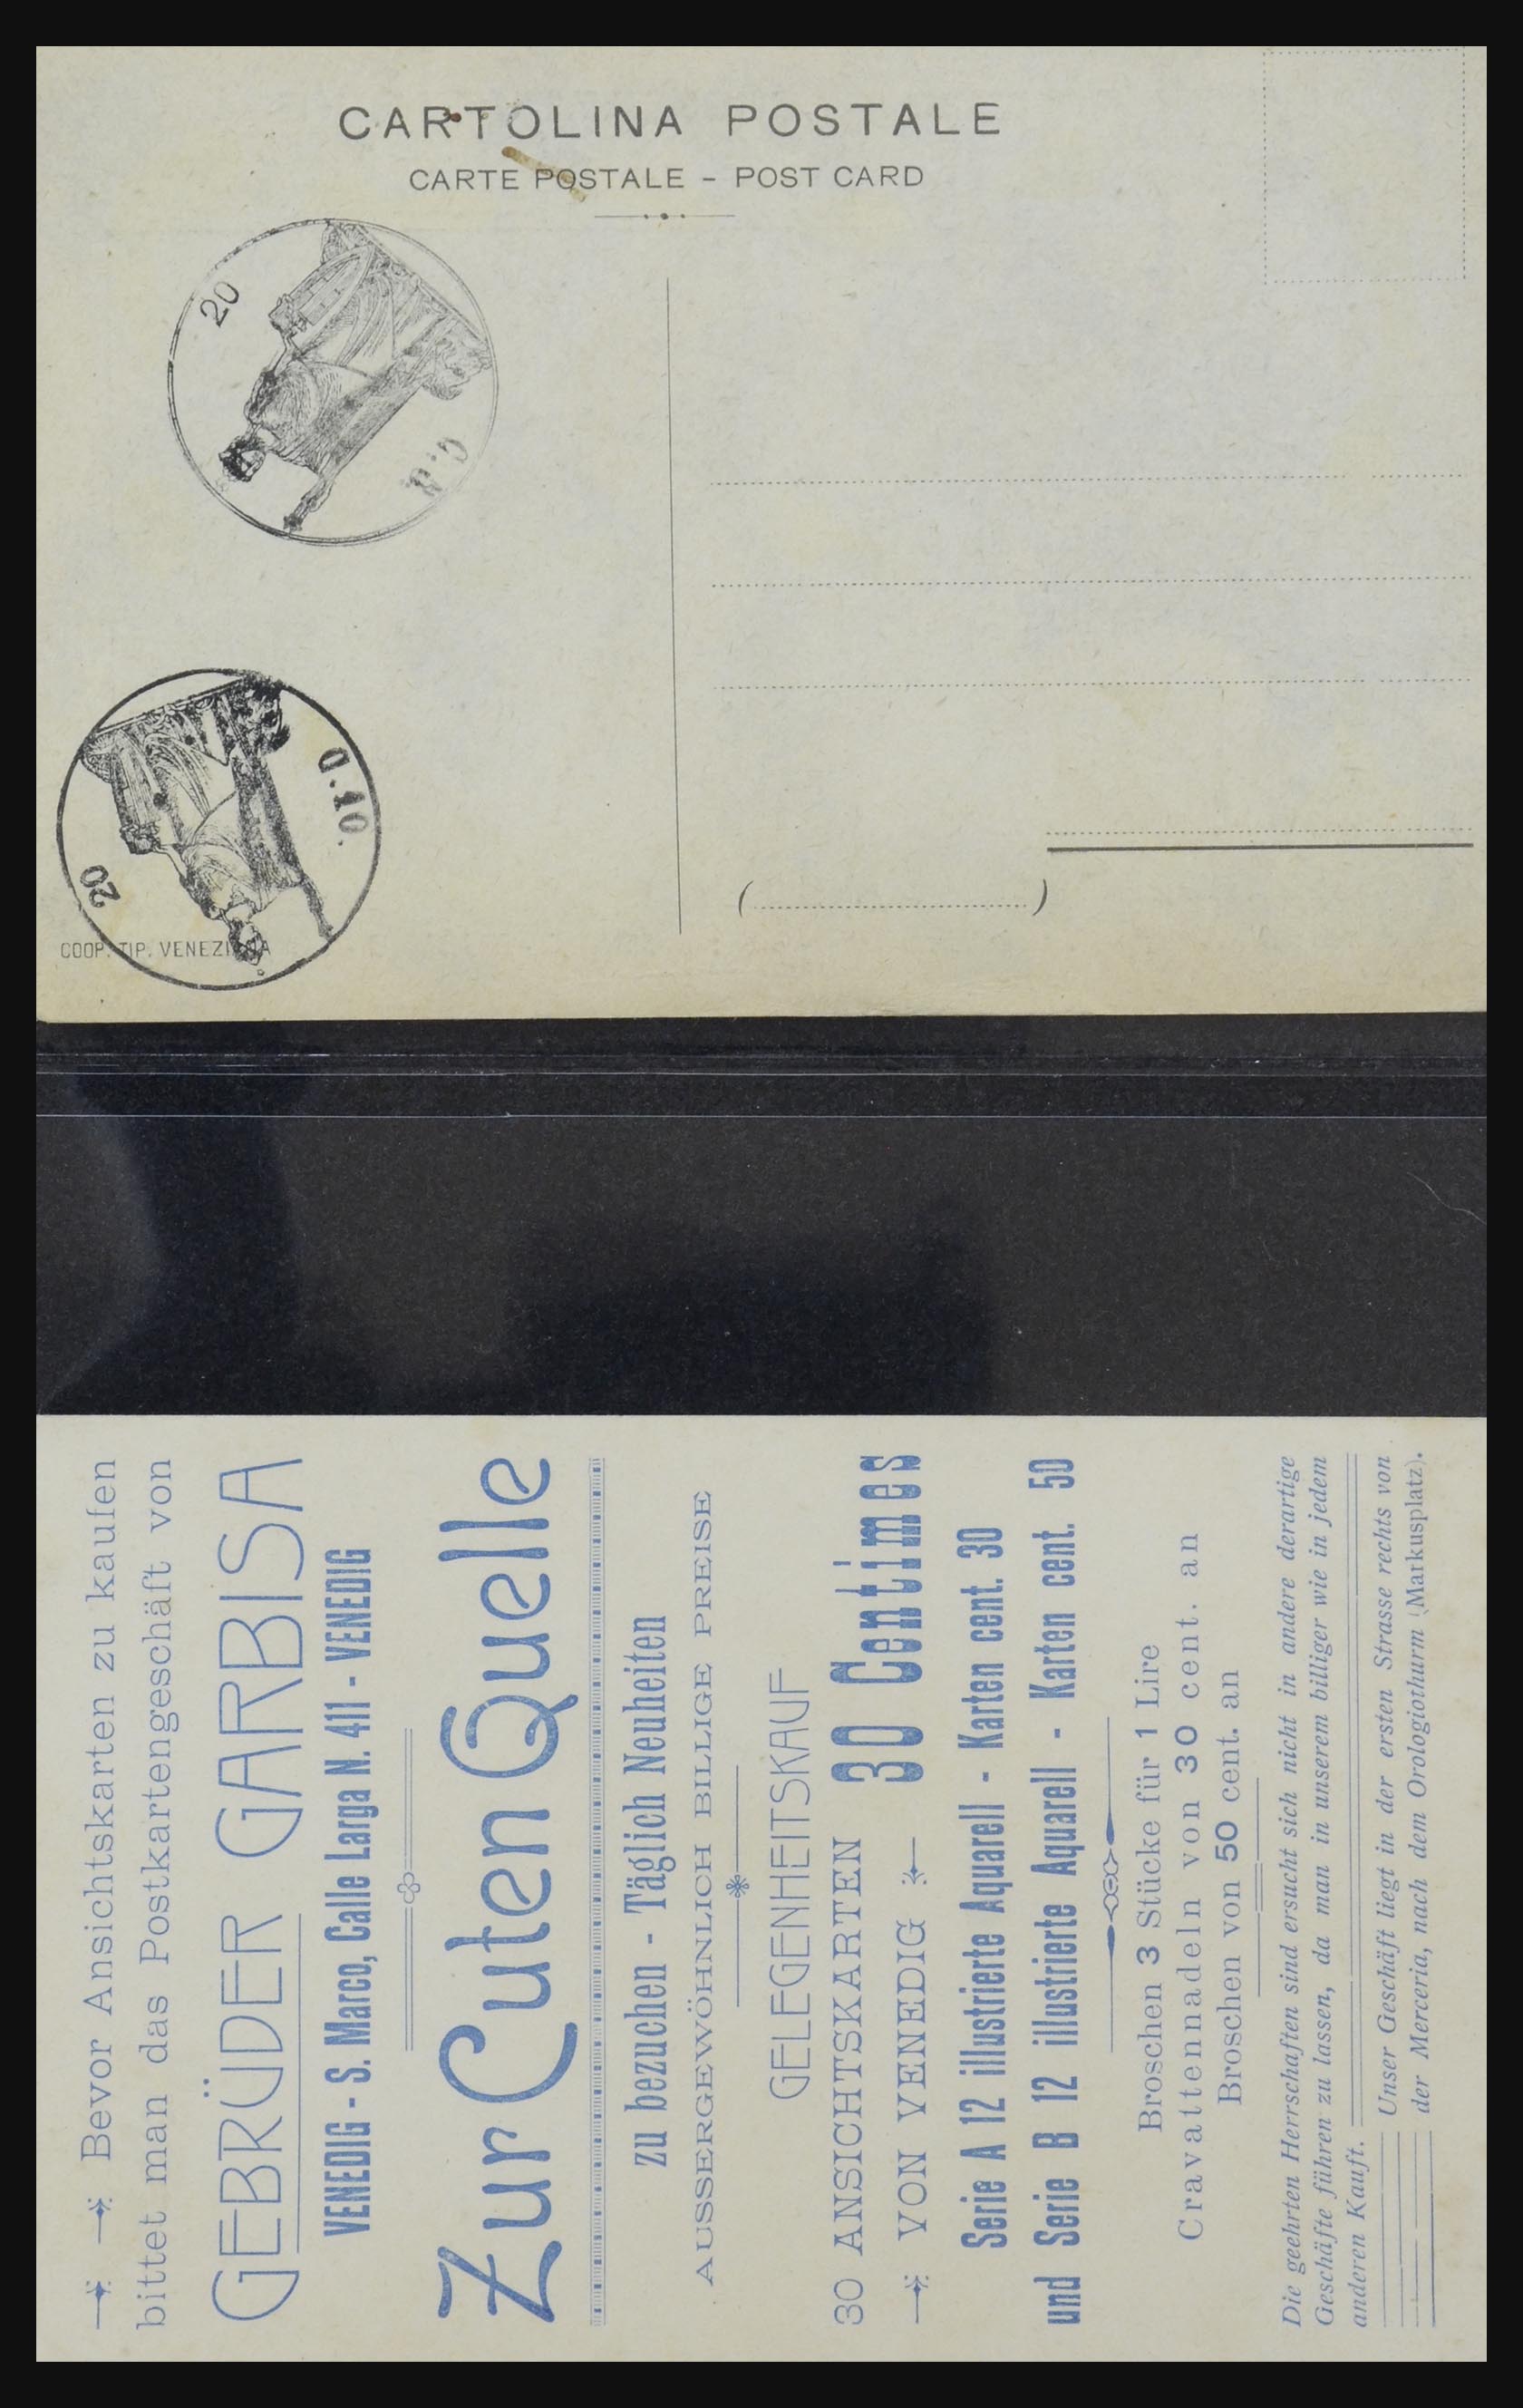 CARTOLINA POSTALE
CARTE POSTALE - POST CARD
20
20
10. D.
COOP. TIP. VENEZIANA
( )
Bevor Ansichtskarten zu kaufen
bittet man das Postkartengeschäft von
GEBRÜDER GARBISA
VENEDIG - S. Marco, Calle Larga N. 411 - VENEDIG
Zur Cuten Quelle
zu bezuchen - Täglich Neuheiten
AUSSERGEWÖHNLICH BILLIGE PREISE
GELEGENHEITSKAUF
30 ANSICHTSKARTEN 30 Centimes
VON VENEDIG
Serie A 12 illustrierte Aquarell - Karten cent. 30
und Serie B 12 illustrierte Aquarell - Karten cent. 50
Broschen 3 Stücke für 1 Lire
Cravattennadeln von 30 cent. an
Broschen von 50 cent. an
Die geehrten Herrschaften sind ersucht sich nicht in andere derartige
Geschäfte führen zu lassen, da man in unserem billiger wie in jedem
anderen Kauft.
Unser Geschäft liegt in der ersten Strasse rechts von
der Merceria, nach dem Orologiothurm (Markusplatz).